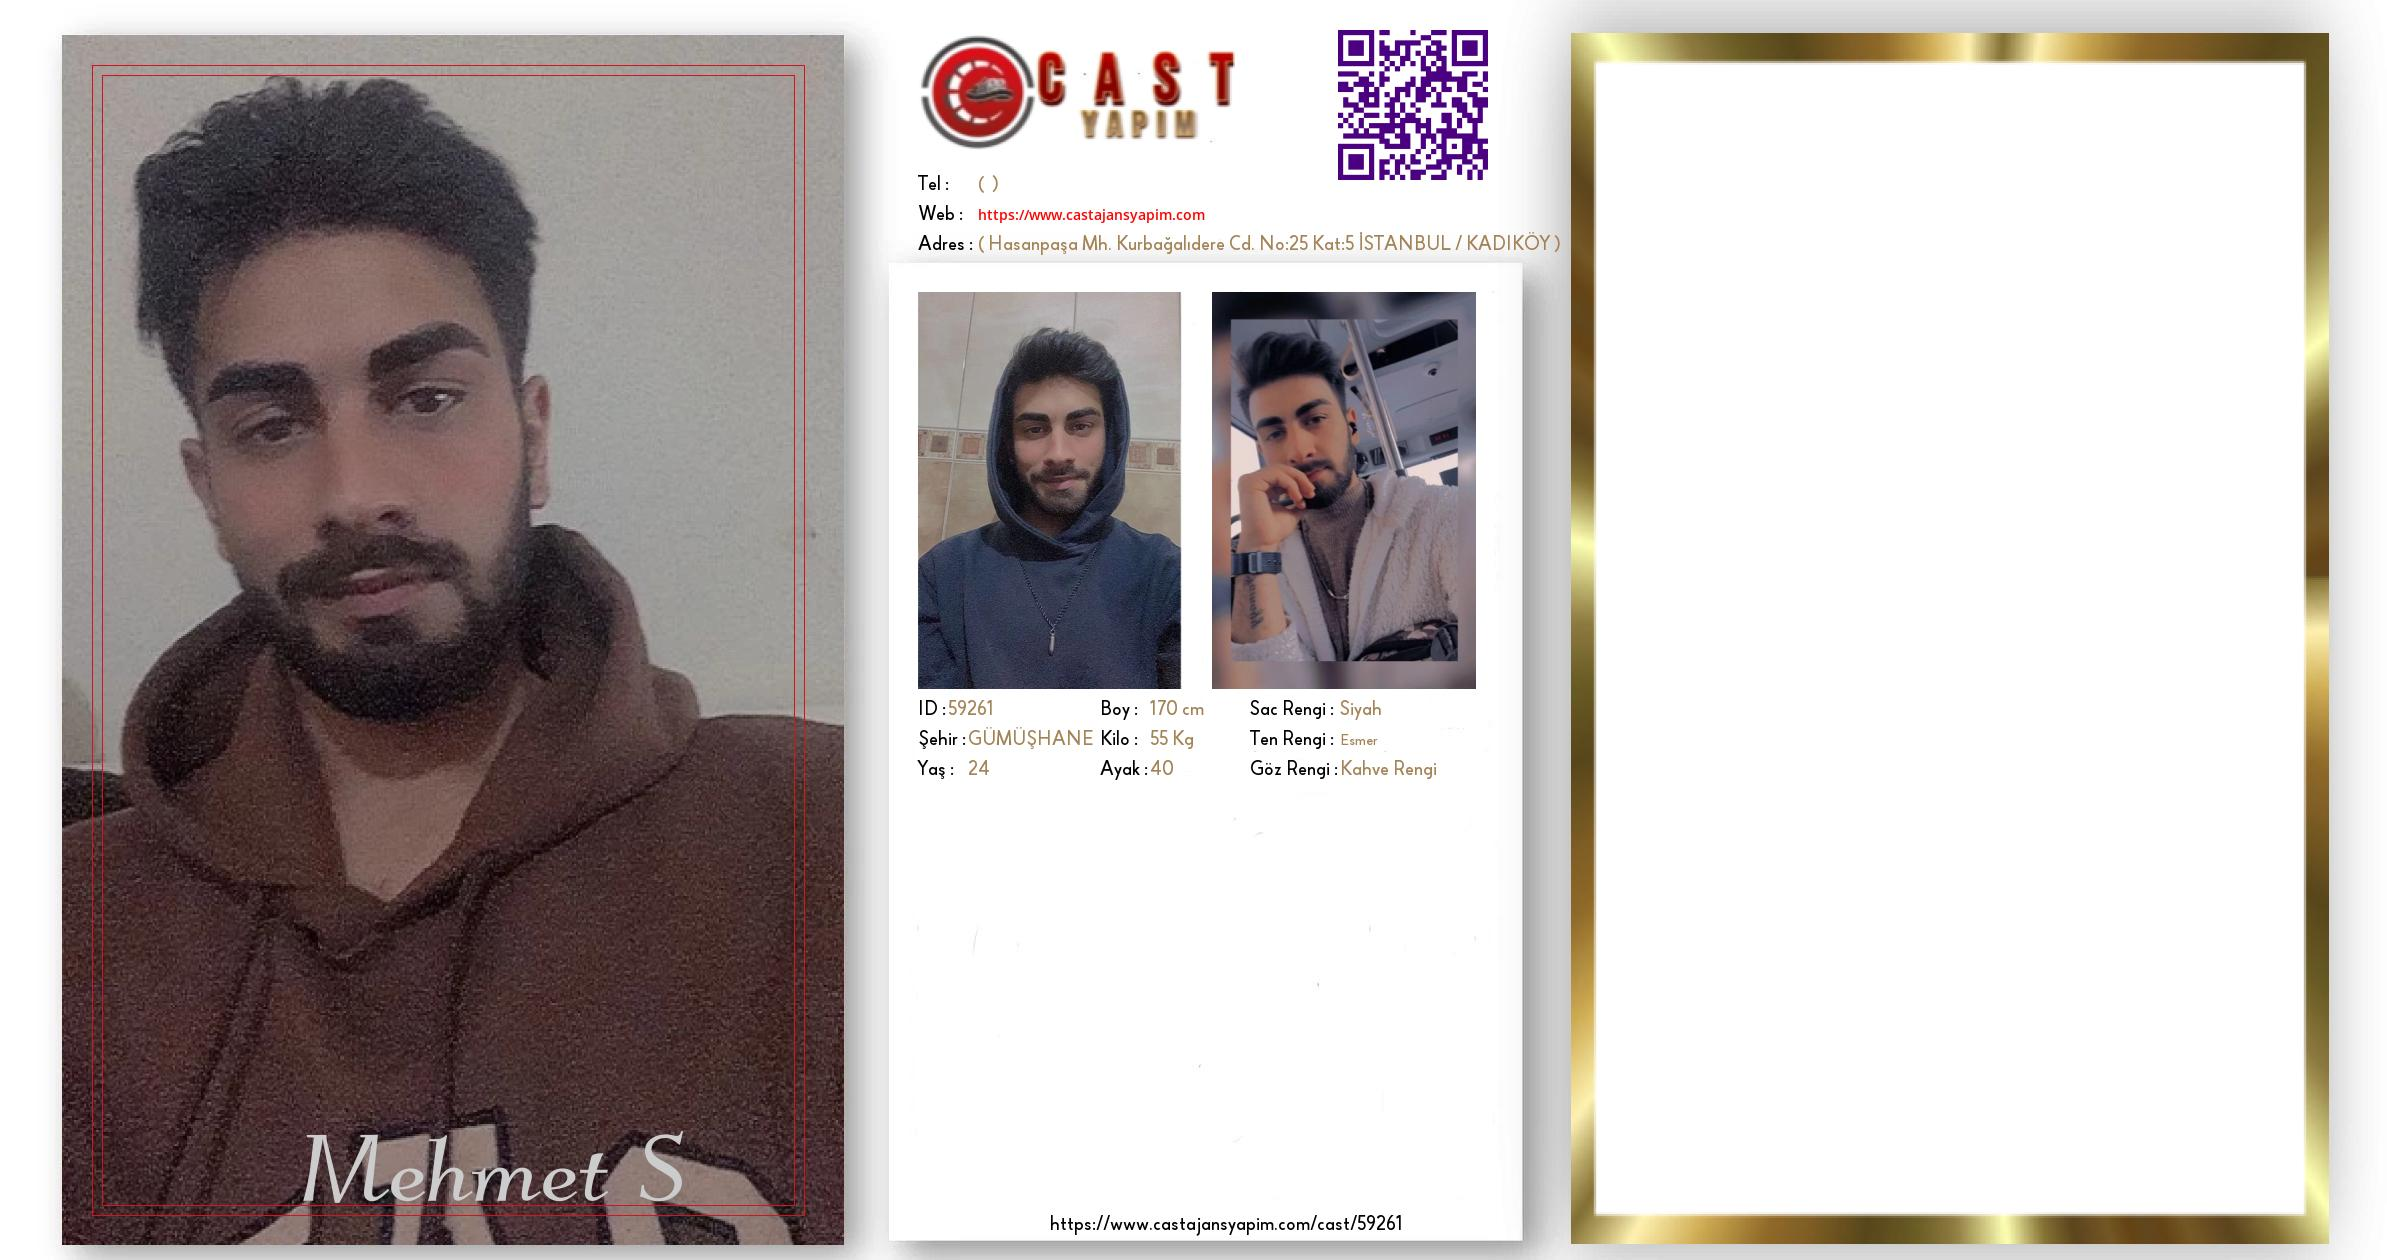 Mehmet S
CAST
YAPIM
Tel : ( )
Web : https://www.castajansyapim.com
Adres : ( Hasanpaşa Mh. Kurbağalıdere Cd. No:25 Kat:5 İSTANBUL / KADIKÖY )
ID : 59261 Boy : 170 cm Sac Rengi : Siyah
Şehir : GÜMÜŞHANE Kilo : 55 Kg Ten Rengi : Esmer
Yaş : 24 Ayak : 40 Göz Rengi : Kahve Rengi
https://www.castajansyapim.com/cast/59261